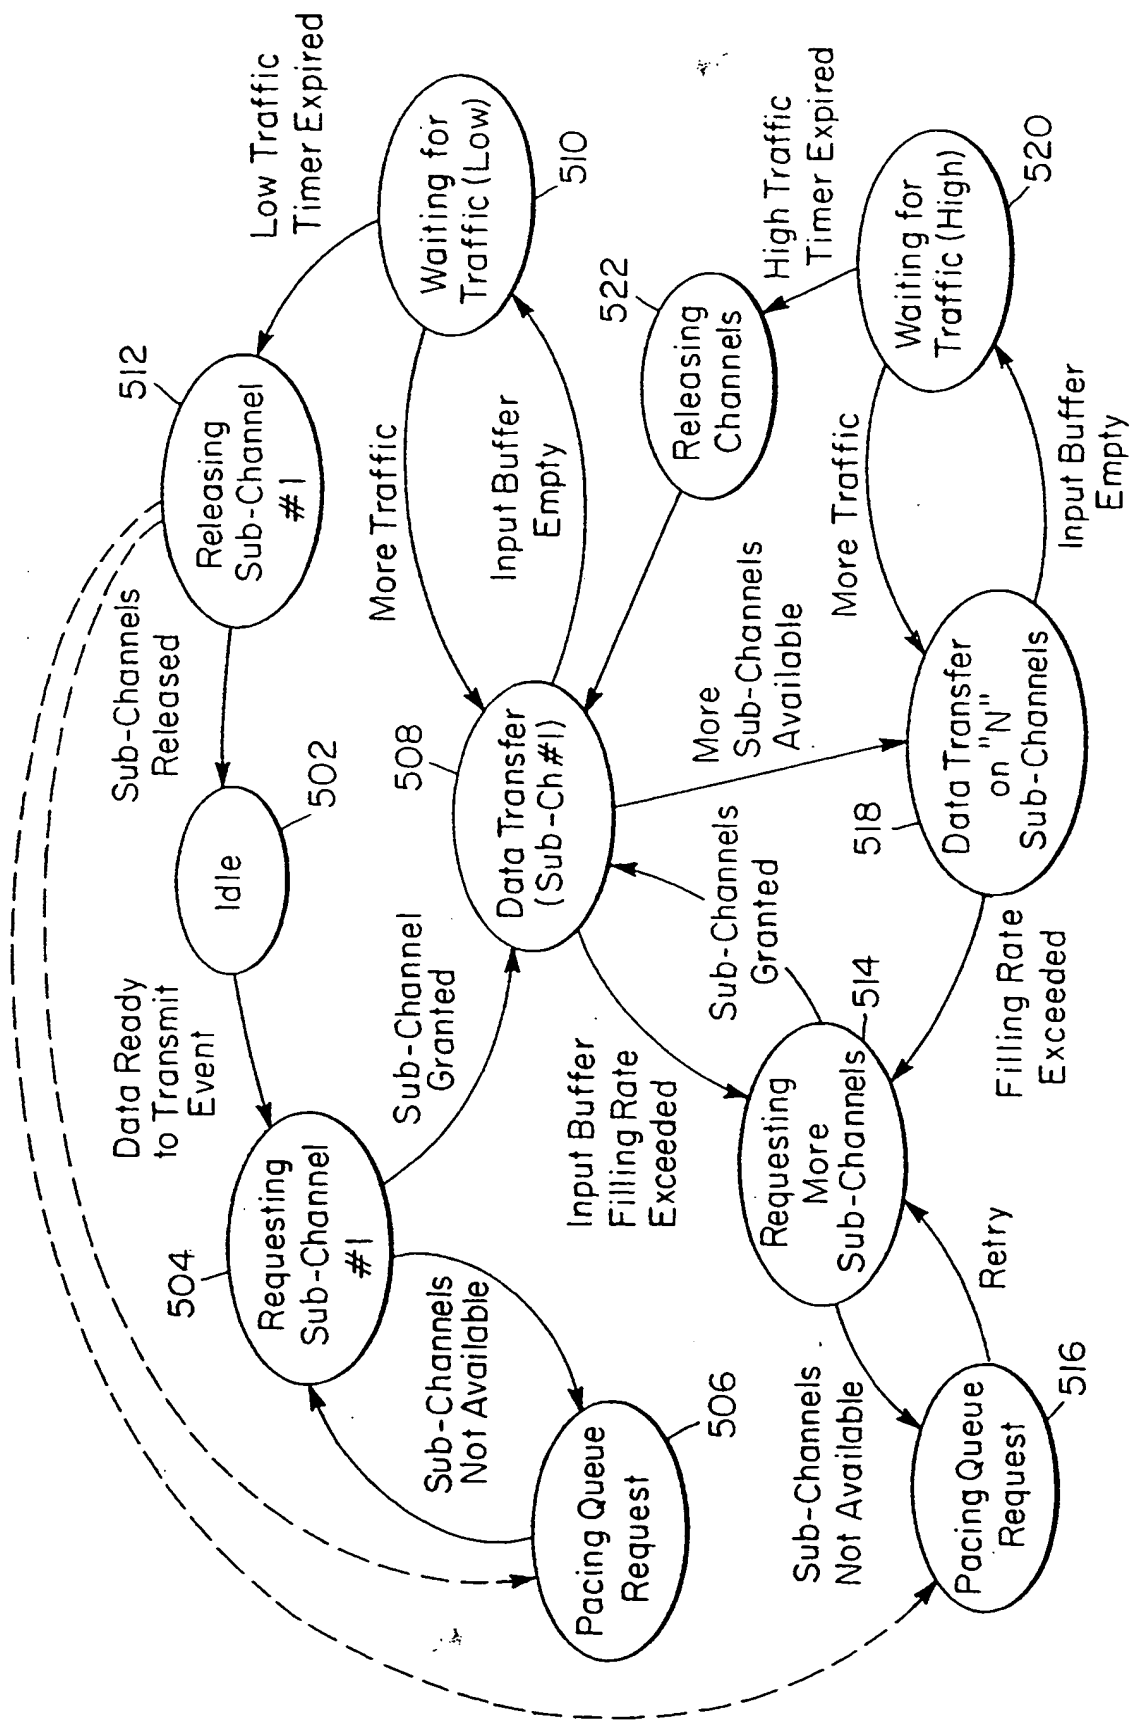 Data Ready
to Transmit
Event
Sub-Channels
Released
Low Traffic
Timer Expired
504
Requesting
Sub-Channel
#1
Idle
502
512
Releasing
Sub-Channel
#1
Waiting for
Traffic (Low)
510
Sub-Channels
Not Available
Sub-Channel
Granted
508
More Traffic
Input Buffer
Empty
Data Transfer
(Sub-Ch#1)
Pacing Queue
Request
506
Input Buffer
Filling Rate
Exceeded
Sub-Channels
Granted
More
Sub-Channels
Available
522
Releasing
Channels
High Traffic
Timer Expired
Requesting
More
Sub-Channels
514
Sub-Channels
Not Available
Retry
518
More Traffic
Waiting for
Traffic (High)
520
Pacing Queue
Request
516
Filling Rate
Exceeded
Data Transfer
on "N"
Sub-Channels
Input Buffer
Empty